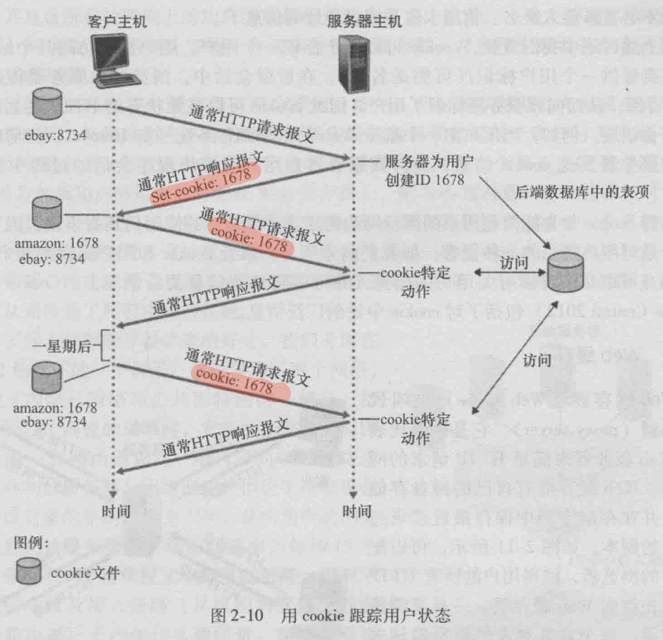 客户主机
服务器主机
ebay: 8734
通常HTTP请求报文
服务器为用户
创建ID 1678
通常HTTP响应报文
Set-cookie: 1678
后端数据库中的表项
amazon: 1678
ebay: 8734
通常HTTP请求报文
cookie: 1678
cookie特定
动作
访问
通常HTTP响应报文
一星期后
访问
amazon: 1678
ebay: 8734
通常HTTP请求报文
cookie: 1678
cookie特定
动作
通常HTTP响应报文
时间
时间
图例:
cookie文件
图 2-10 用 cookie 跟踪用户状态